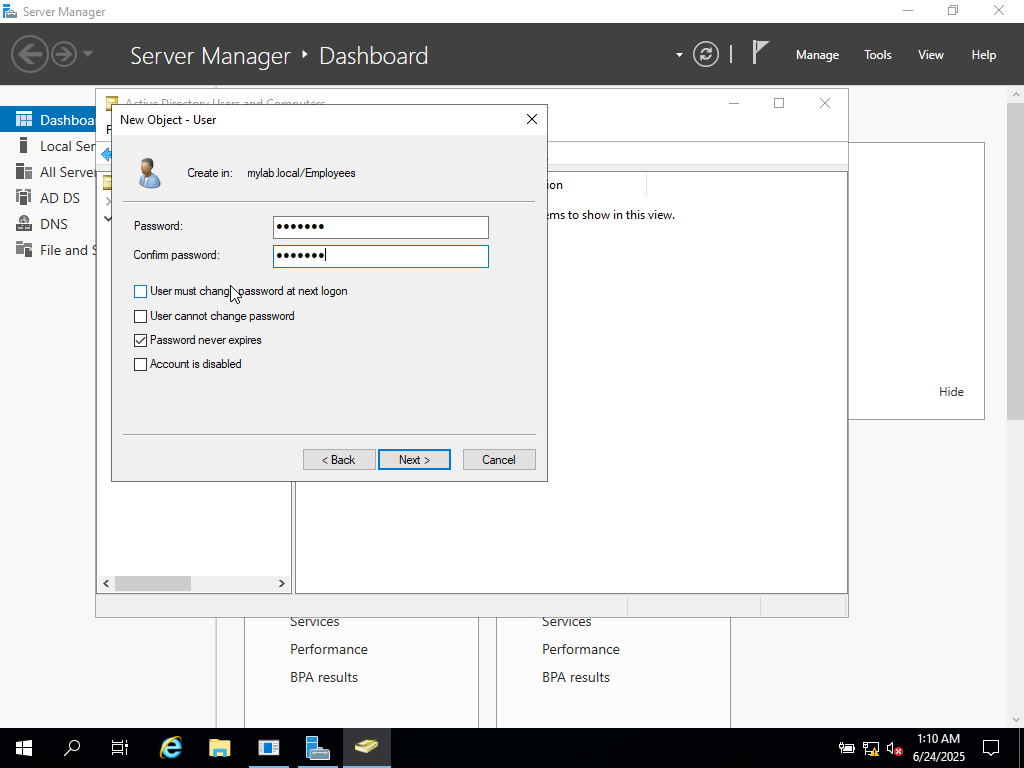 Server Manager
Server Manager
Dashboard
Manage
Tools
View
Help
Active Directory Users and Computers
New Object - User
Create in:
mylab.local/Employees
Password:
•••••••
Confirm password:
•••••••
User must change password at next logon
User cannot change password
Password never expires
Account is disabled
< Back
Next >
Cancel
ion
ems to show in this view.
Dashboa
Local Ser
All Server
AD DS
DNS
File and S
Hide
Services
Performance
BPA results
Services
Performance
BPA results
1:10 AM
6/24/2025